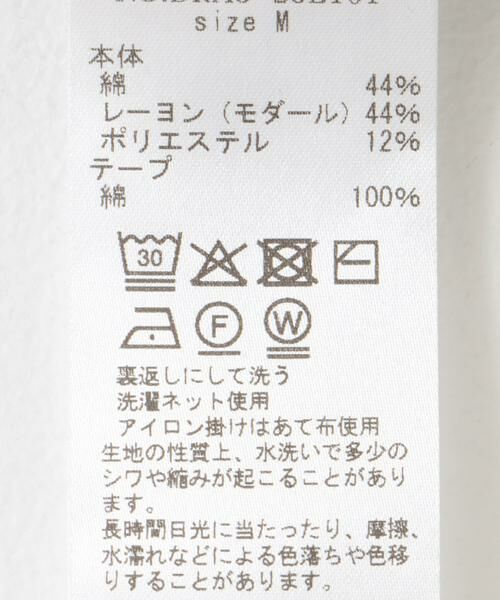 size M
本体
綿 44%
レーヨン（モダール）44%
ポリエステル 12%
テープ
綿 100%
30
F W
裏返しにして洗う
洗濯ネット使用
アイロン掛けはあて布使用
生地の性質上、水洗いで多少の
シワや縮みが起こることがあり
ます。
長時間日光に当たったり、摩擦、
水濡れなどによる色落ちや色移
りすることがあります。